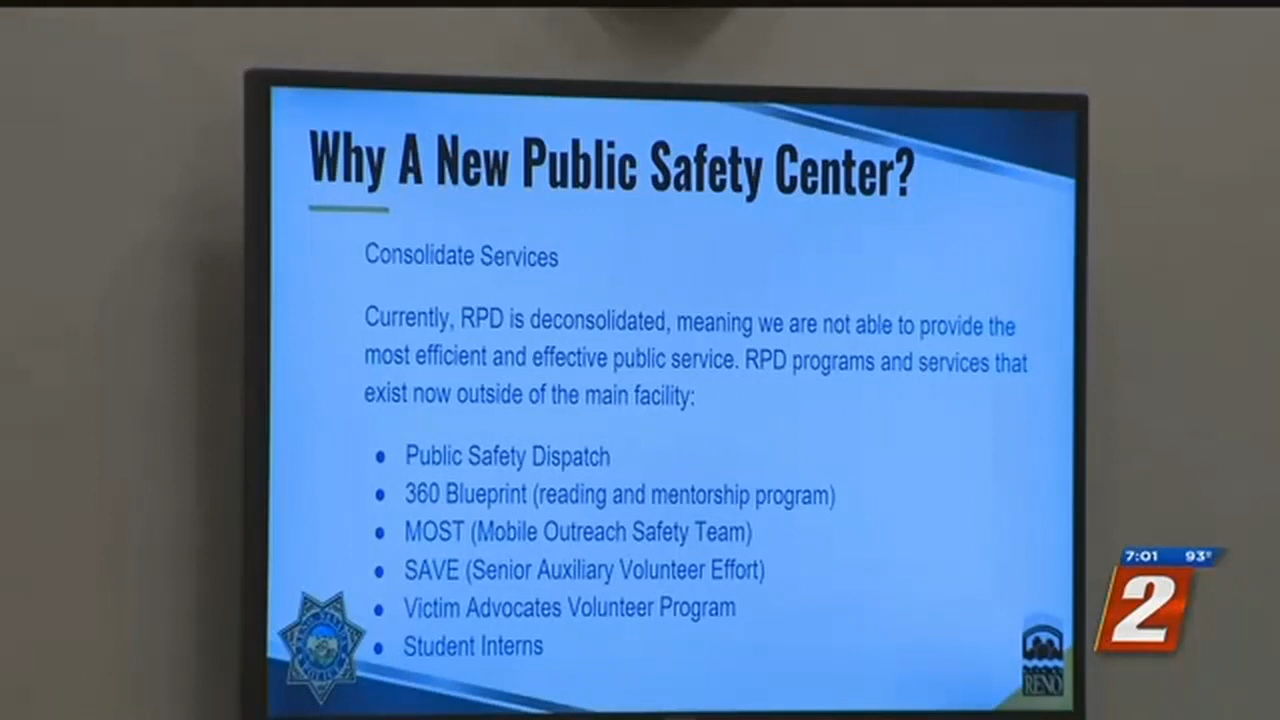 Why A New Public Safety Center?
Consolidate Services
Currently, RPD is deconsolidated, meaning we are not able to provide the
most efficient and effective public service. RPD programs and services that
exist now outside of the main facility:
• Public Safety Dispatch
• 360 Blueprint (reading and mentorship program)
• MOST (Mobile Outreach Safety Team)
• SAVE (Senior Auxiliary Volunteer Effort)
• Victim Advocates Volunteer Program
• Student Interns
RENO
7:01 93°
2